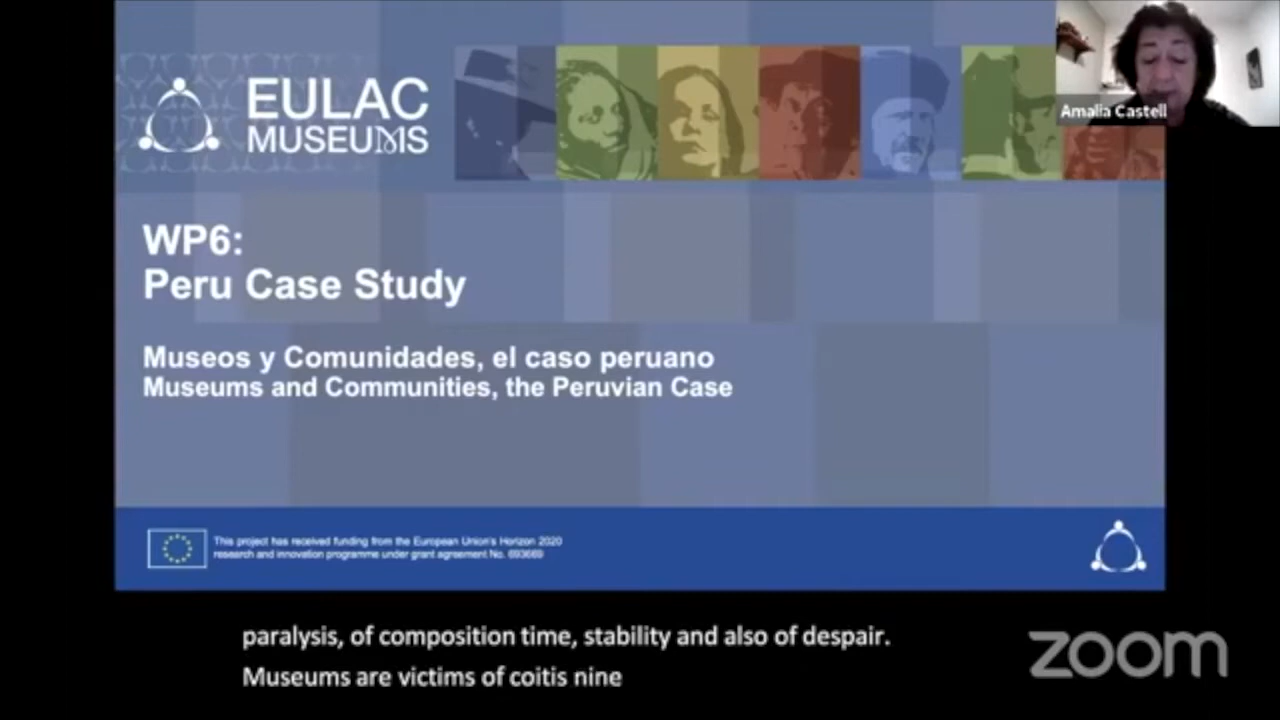 EULAC
MUSEUMS
Amalia Castell
WP6:
Peru Case Study
Museos y Comunidades, el caso peruano
Museums and Communities, the Peruvian Case
This project has received funding from the European Union's Horizon 2020
research and innovation programme under grant agreement No. 693669
paralysis, of composition time, stability and also of despair.
Museums are victims of coitis nine
zoom